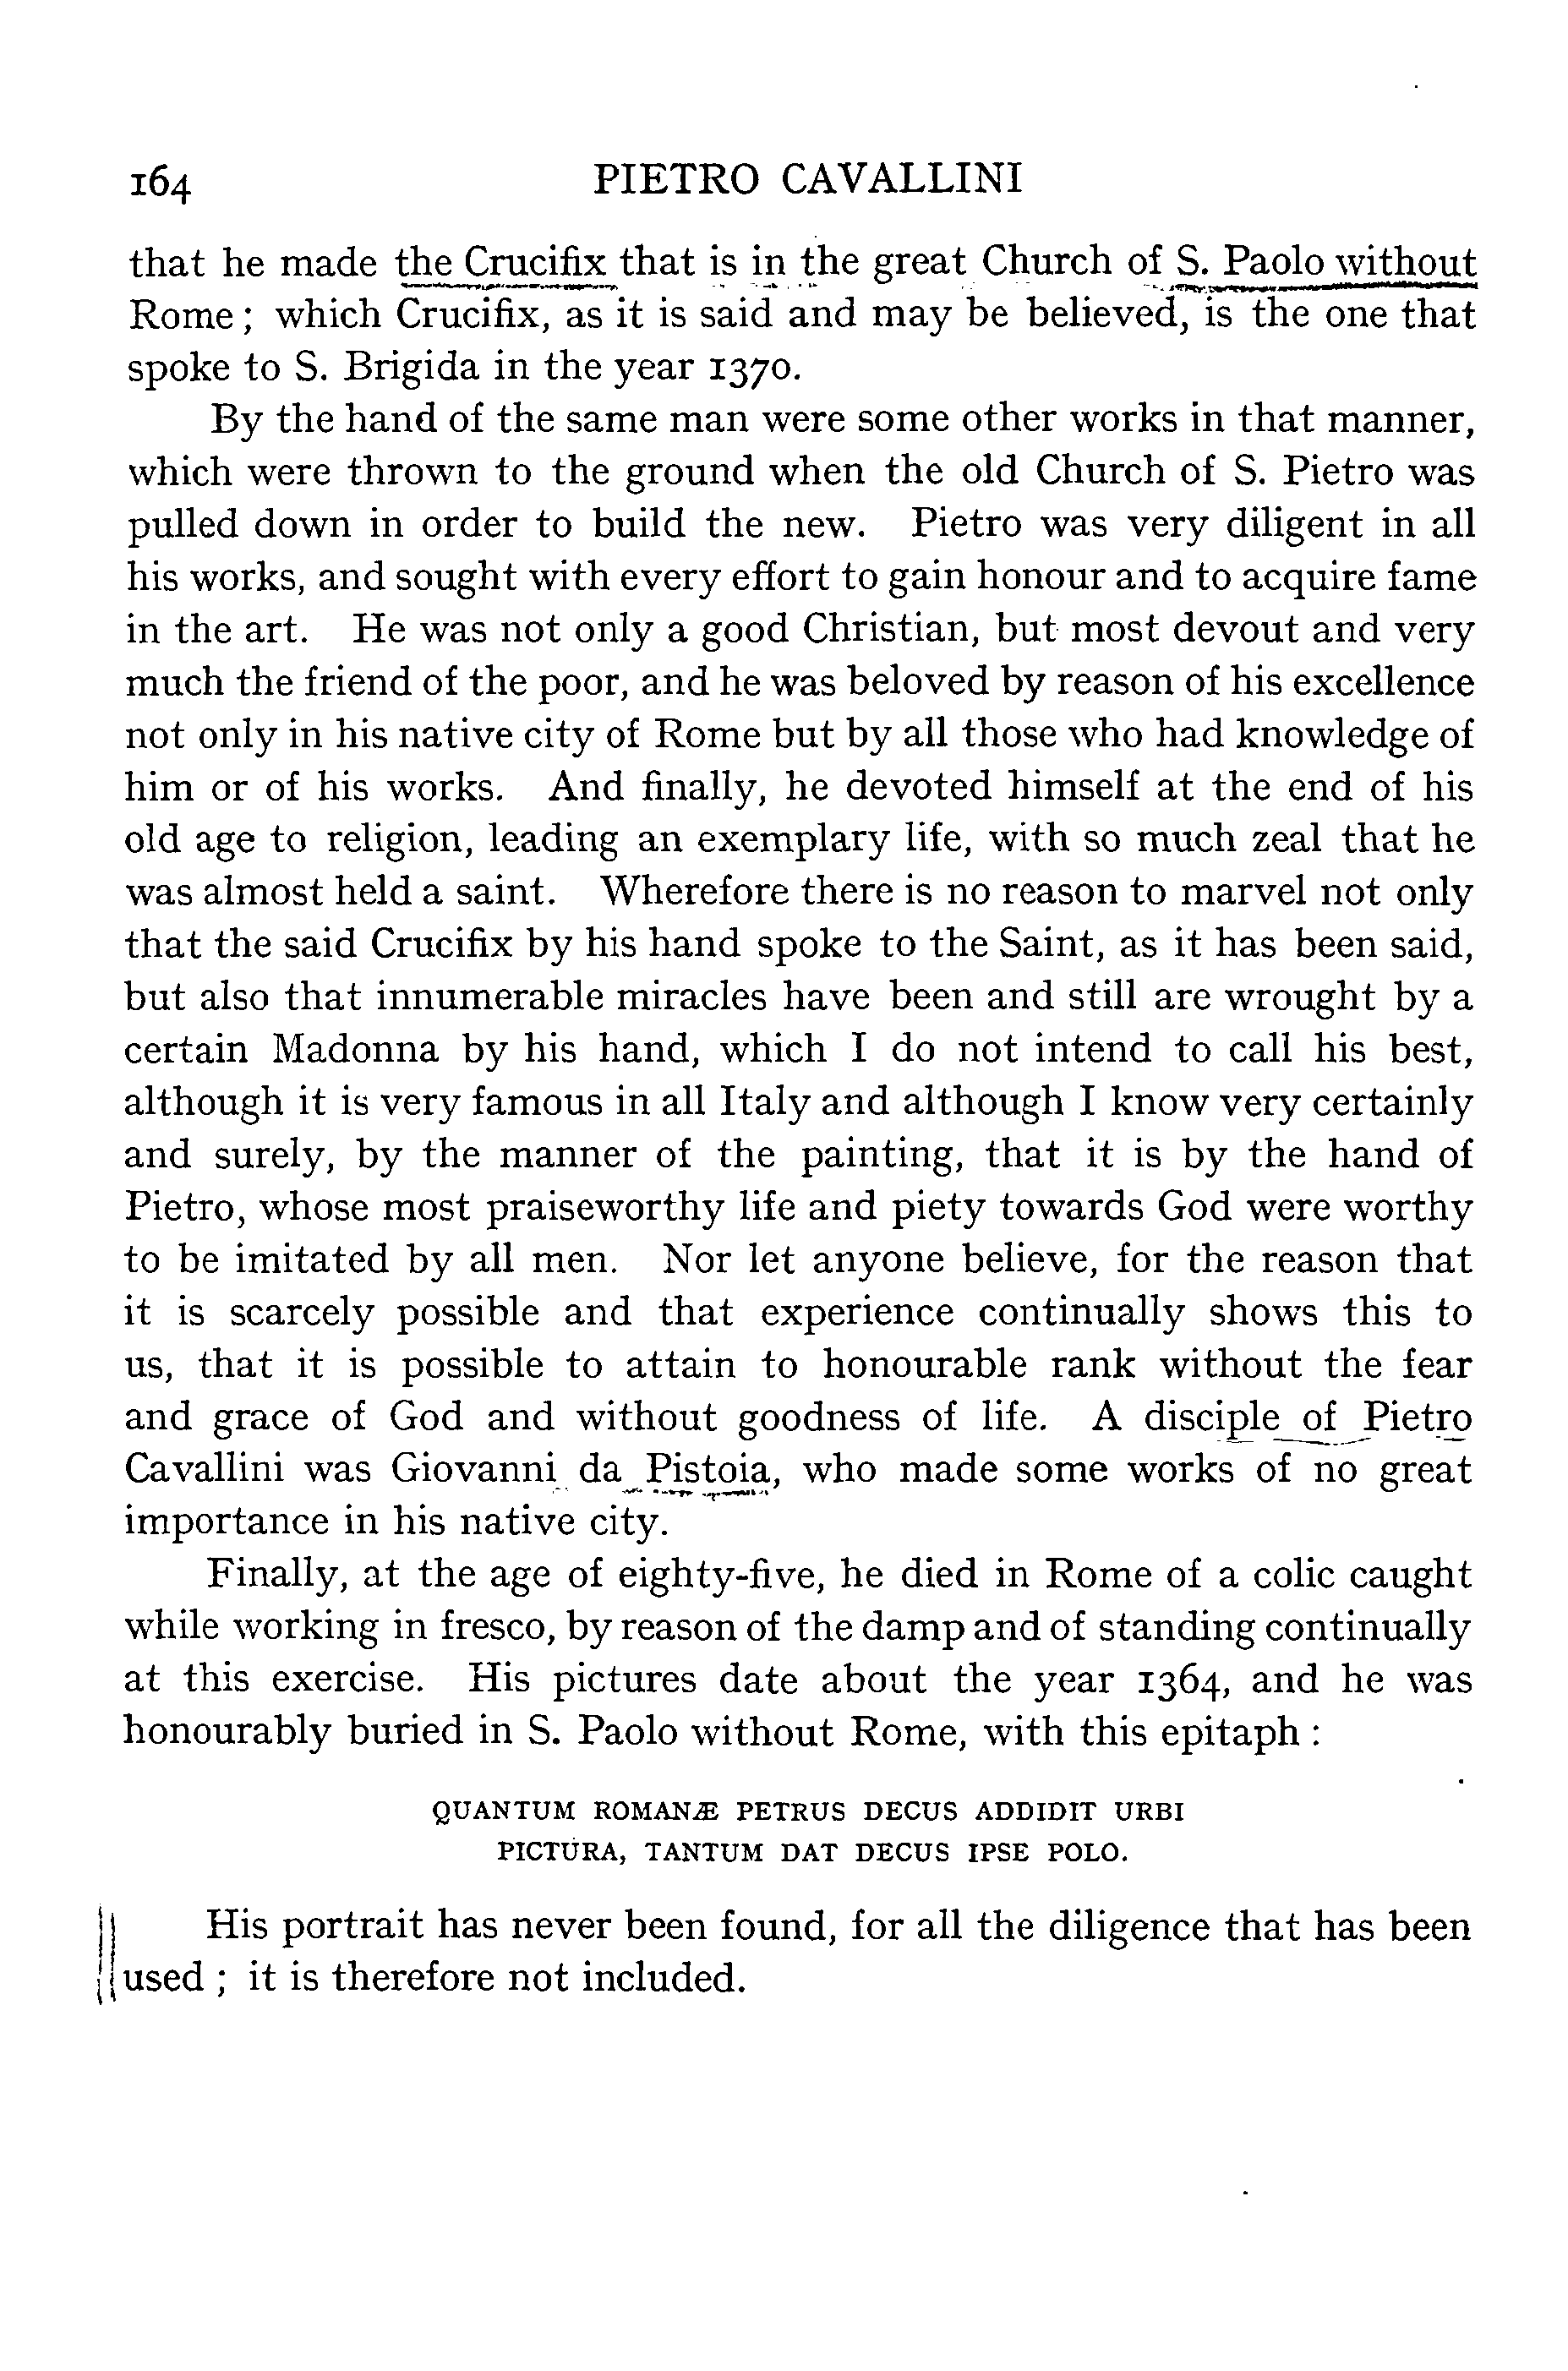 164 PIETRO CAVALLINI
that he made the Crucifix that is in the great Church of S. Paolo without
Rome; which Crucifix, as it is said and may be believed, is the one that
spoke to S. Brigida in the year 1370.
By the hand of the same man were some other works in that manner,
which were thrown to the ground when the old Church of S. Pietro was
pulled down in order to build the new. Pietro was very diligent in all
his works, and sought with every effort to gain honour and to acquire fame
in the art. He was not only a good Christian, but most devout and very
much the friend of the poor, and he was beloved by reason of his excellence
not only in his native city of Rome but by all those who had knowledge of
him or of his works. And finally, he devoted himself at the end of his
old age to religion, leading an exemplary life, with so much zeal that he
was almost held a saint. Wherefore there is no reason to marvel not only
that the said Crucifix by his hand spoke to the Saint, as it has been said,
but also that innumerable miracles have been and still are wrought by a
certain Madonna by his hand, which I do not intend to call his best,
although it is very famous in all Italy and although I know very certainly
and surely, by the manner of the painting, that it is by the hand of
Pietro, whose most praiseworthy life and piety towards God were worthy
to be imitated by all men. Nor let anyone believe, for the reason that
it is scarcely possible and that experience continually shows this to
us, that it is possible to attain to honourable rank without the fear
and grace of God and without goodness of life. A disciple of Pietro
Cavallini was Giovanni da Pistoia, who made some works of no great
importance in his native city.
Finally, at the age of eighty-five, he died in Rome of a colic caught
while working in fresco, by reason of the damp and of standing continually
at this exercise. His pictures date about the year 1364, and he was
honourably buried in S. Paolo without Rome, with this epitaph :
QUANTUM ROMANÆ PETRUS DECUS ADDIDIT URBI
PICTURA, TANTUM DAT DECUS IPSE POLO.
His portrait has never been found, for all the diligence that has been
used ; it is therefore not included.